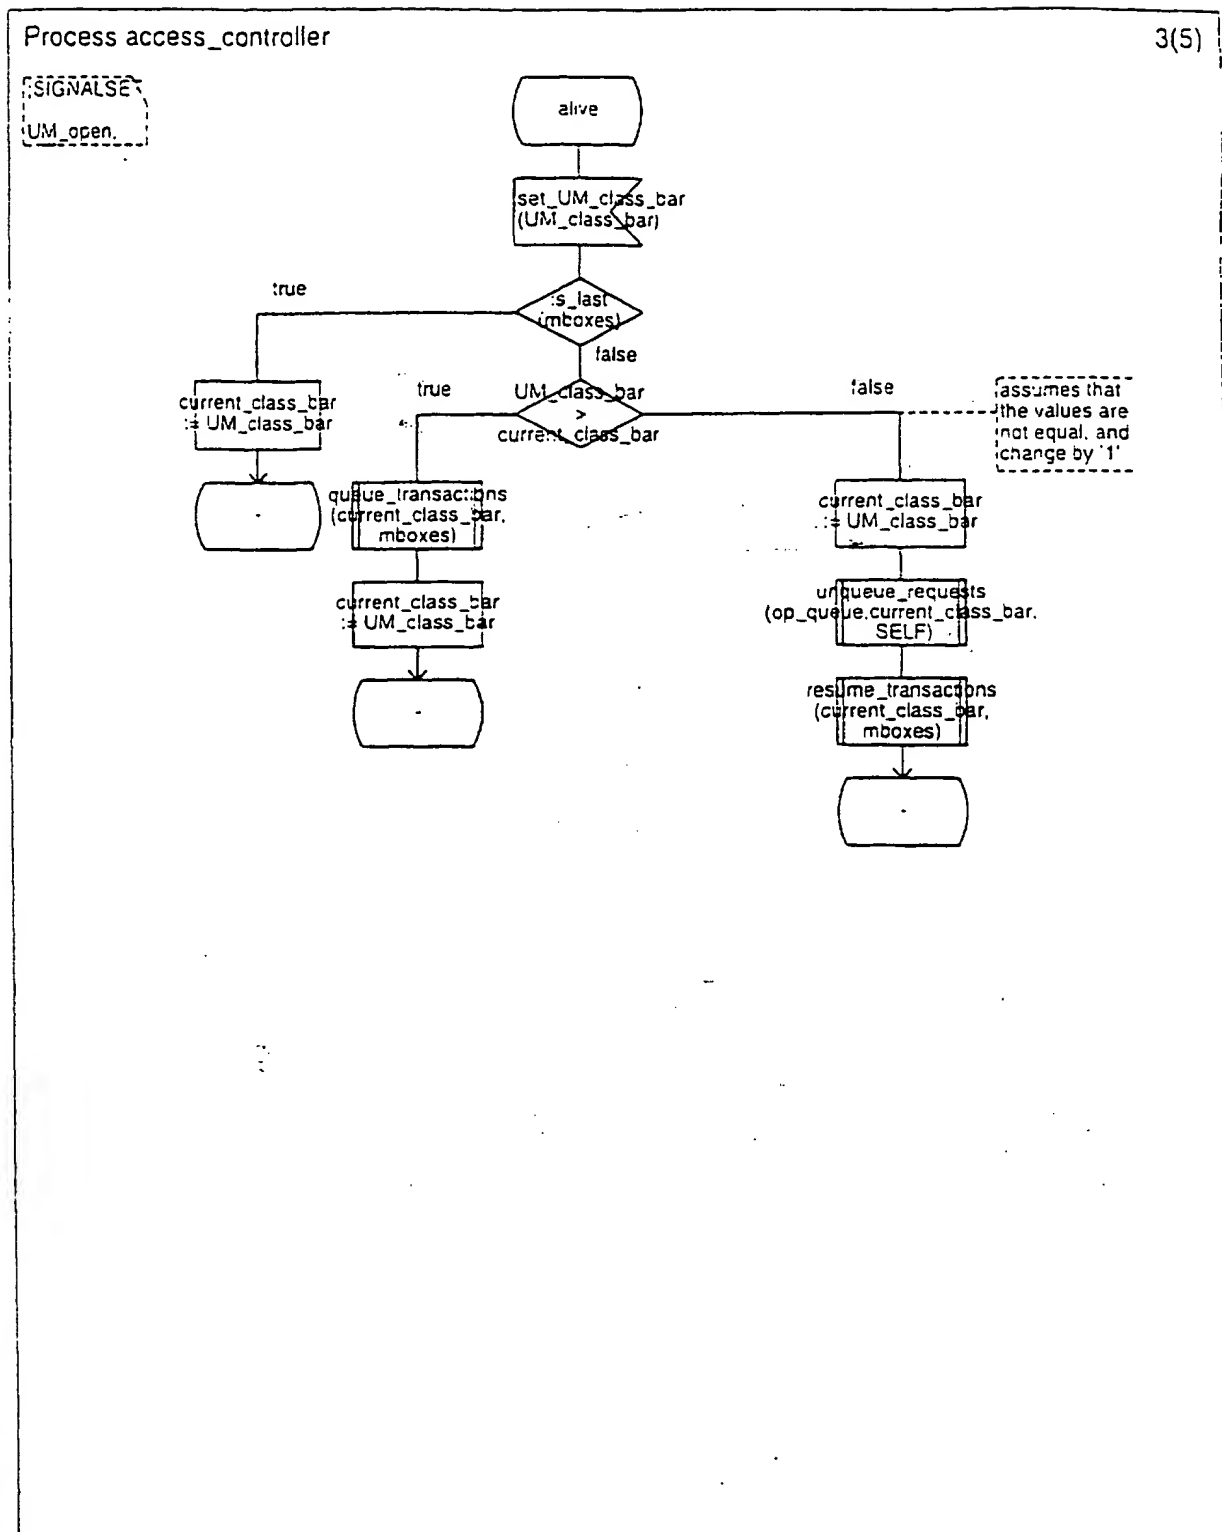 Process access_controller
3(5)
;SIGNALSET
UM_open,
alive
set_UM_class_bar
(UM_class_bar)
true
is_last
(mboxes)
false
current_class_bar
:= UM_class_bar
-
true
UM_class_bar
>
current_class_bar
false
assumes that
the values are
not equal, and
change by '1'
queue_transactions
(current_class_bar,
mboxes)
current_class_bar
:= UM_class_bar
-
current_class_bar
:= UM_class_bar
unqueue_requests
(op_queue,current_class_bar,
SELF)
resume_transactions
(current_class_bar,
mboxes)
-